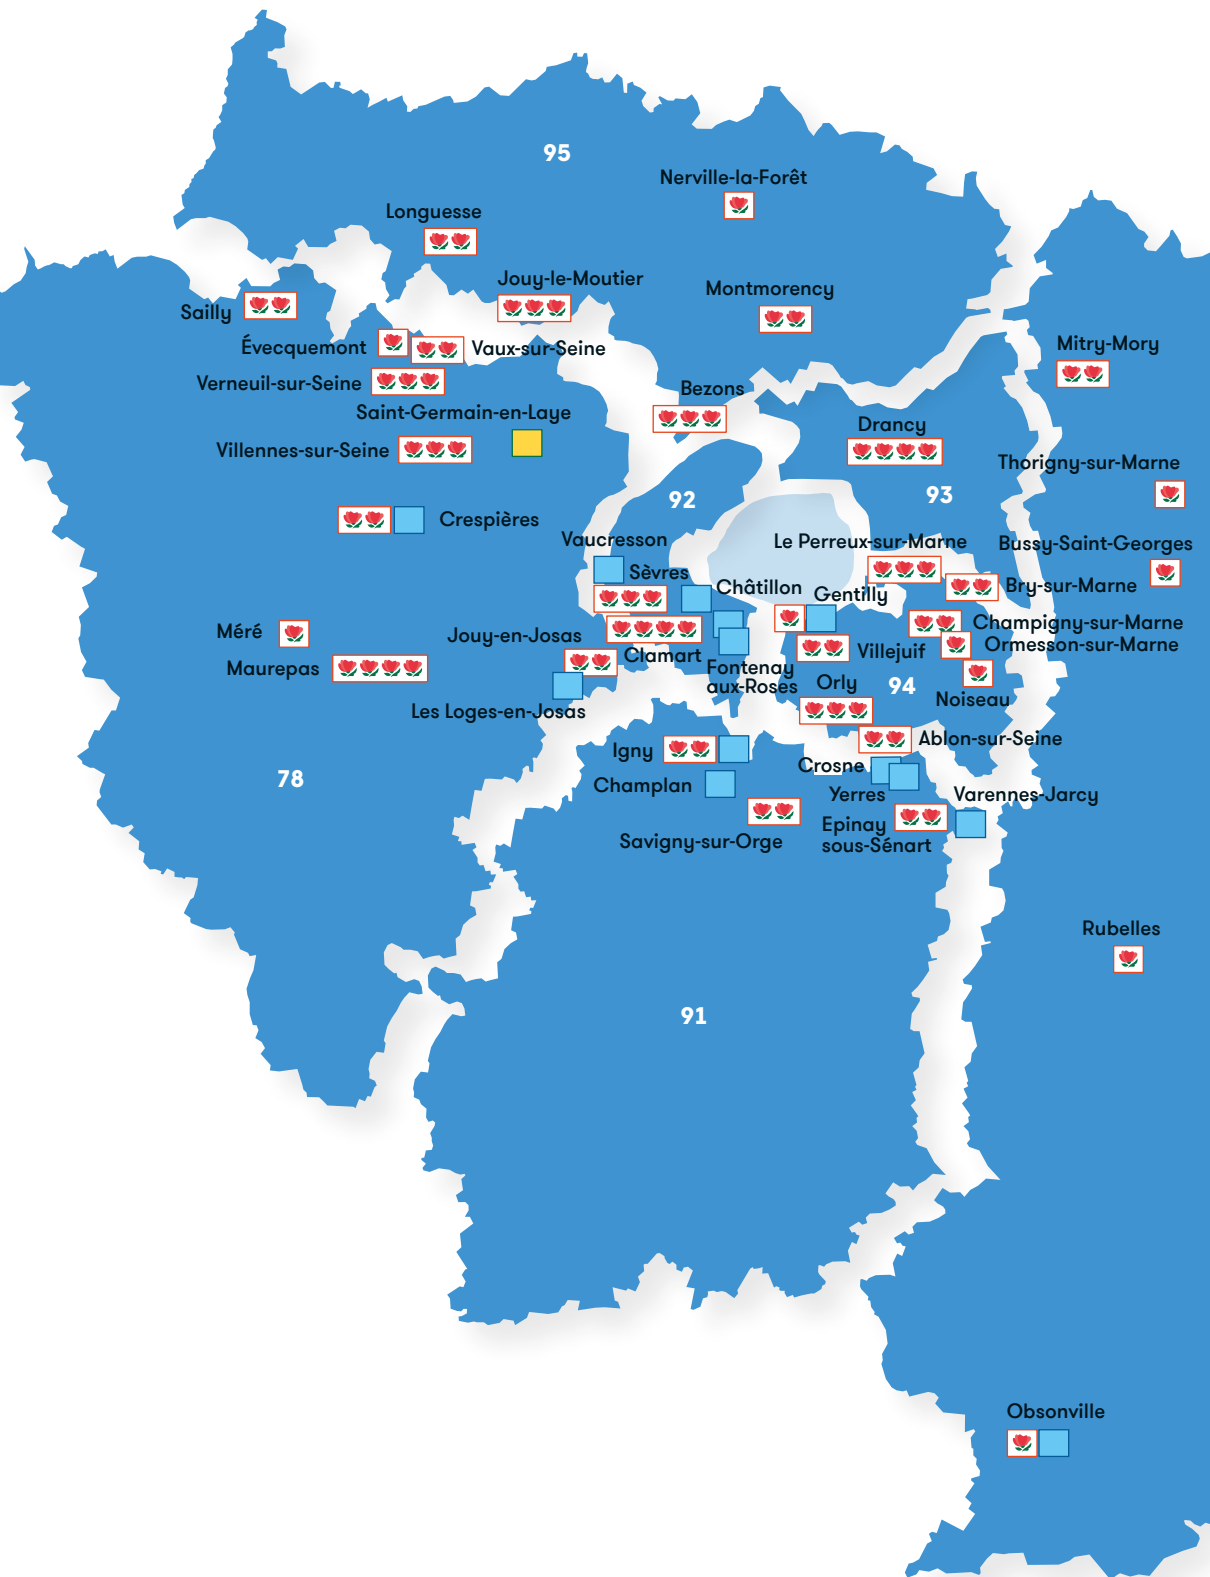 95
Nerville-la-Forêt
Longuesse
Jouy-le-Moutier
Montmorency
Sailly
Évecquemont
Vaux-sur-Seine
Mitry-Mory
Verneuil-sur-Seine
Bezons
Saint-Germain-en-Laye
Drancy
Villennes-sur-Seine
Thorigny-sur-Marne
92
93
Crespières
Vaucresson
Le Perreux-sur-Marne
Bussy-Saint-Georges
Sèvres
Châtillon
Gentilly
Bry-sur-Marne
Champigny-sur-Marne
Méré
Jouy-en-Josas
Ormesson-sur-Marne
Clamart
Villejuif
Maurepas
Fontenay
aux-Roses
Orly
94
Noiseau
Les Loges-en-Josas
Igny
Ablon-sur-Seine
78
Crosne
Champlan
Yerres
Varennes-Jarcy
Epinay
sous-Sénart
Savigny-sur-Orge
Rubelles
91
Obsonville